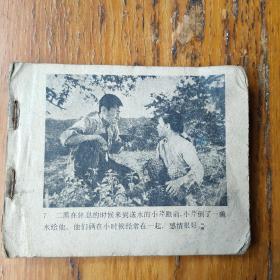 7 二黑在休息的时候来到送水的小芹跟前,小芹倒了一碗
水给他。他们俩在小时候经常在一起,感情很好。